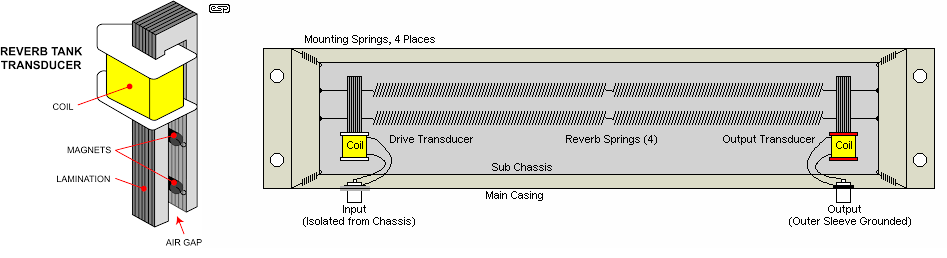 esp
REVERB TANK
TRANSDUCER
COIL
MAGNETS
LAMINATION
AIR GAP
Mounting Springs, 4 Places
Coil
Drive Transducer
Reverb Springs (4)
Output Transducer
Coil
Sub Chassis
Main Casing
Input
(Isolated from Chassis)
Output
(Outer Sleeve Grounded)